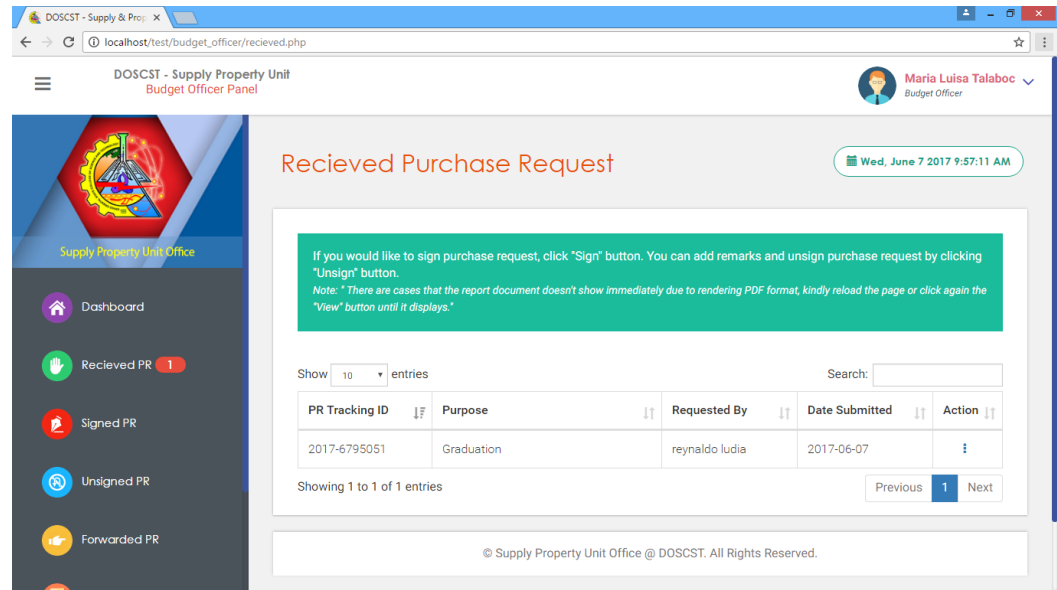 DOSCST - Supply & Prop
localhost/test/budget_officer/recieved.php
DOSCST - Supply Property Unit
Budget Officer Panel
Maria Luisa Talaboc
Budget Officer
Supply Property Unit Office
Dashboard
Recieved PR 1
Signed PR
Unsigned PR
Forwarded PR
Recieved Purchase Request
Wed, June 7 2017 9:57:11 AM
If you would like to sign purchase request, click "Sign" button. You can add remarks and unsign purchase request by clicking
"Unsign" button.
Note: " There are cases that the report document doesn't show immediately due to rendering PDF format, kindly reload the page or click again the
"View" button until it displays."
Show 10 entries
Search:
PR Tracking ID Purpose Requested By Date Submitted Action
2017-6795051 Graduation reynaldo ludia 2017-06-07
Showing 1 to 1 of 1 entries
Previous 1 Next
© Supply Property Unit Office @ DOSCST. All Rights Reserved.